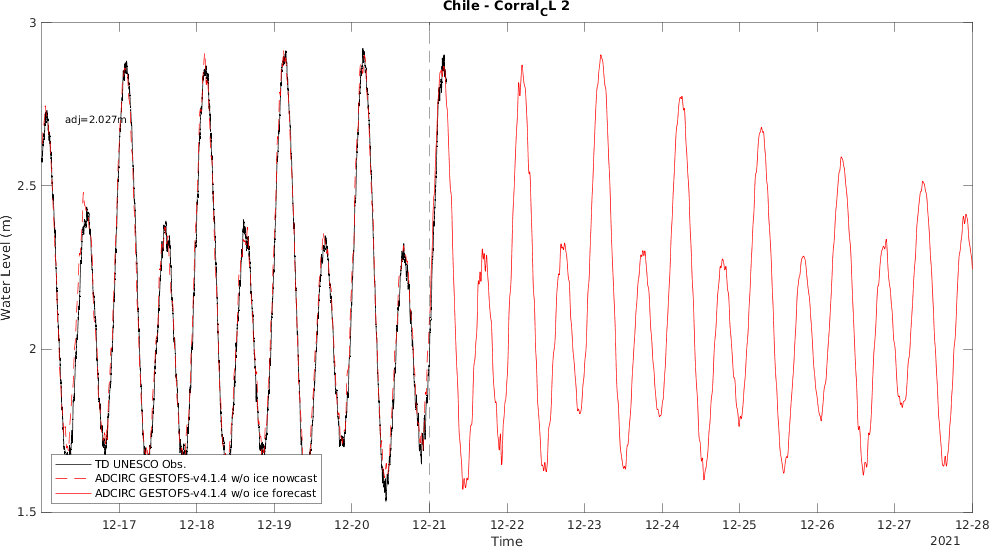 Chile - Corral_CL 2
3
2.5
2
1.5
Water Level (m)
adj=2.027m
TD UNESCO Obs.
ADCIRC GESTOFS-v4.1.4 w/o ice nowcast
ADCIRC GESTOFS-v4.1.4 w/o ice forecast
12-17 12-18 12-19 12-20 12-21 12-22 12-23 12-24 12-25 12-26 12-27 12-28
Time
2021